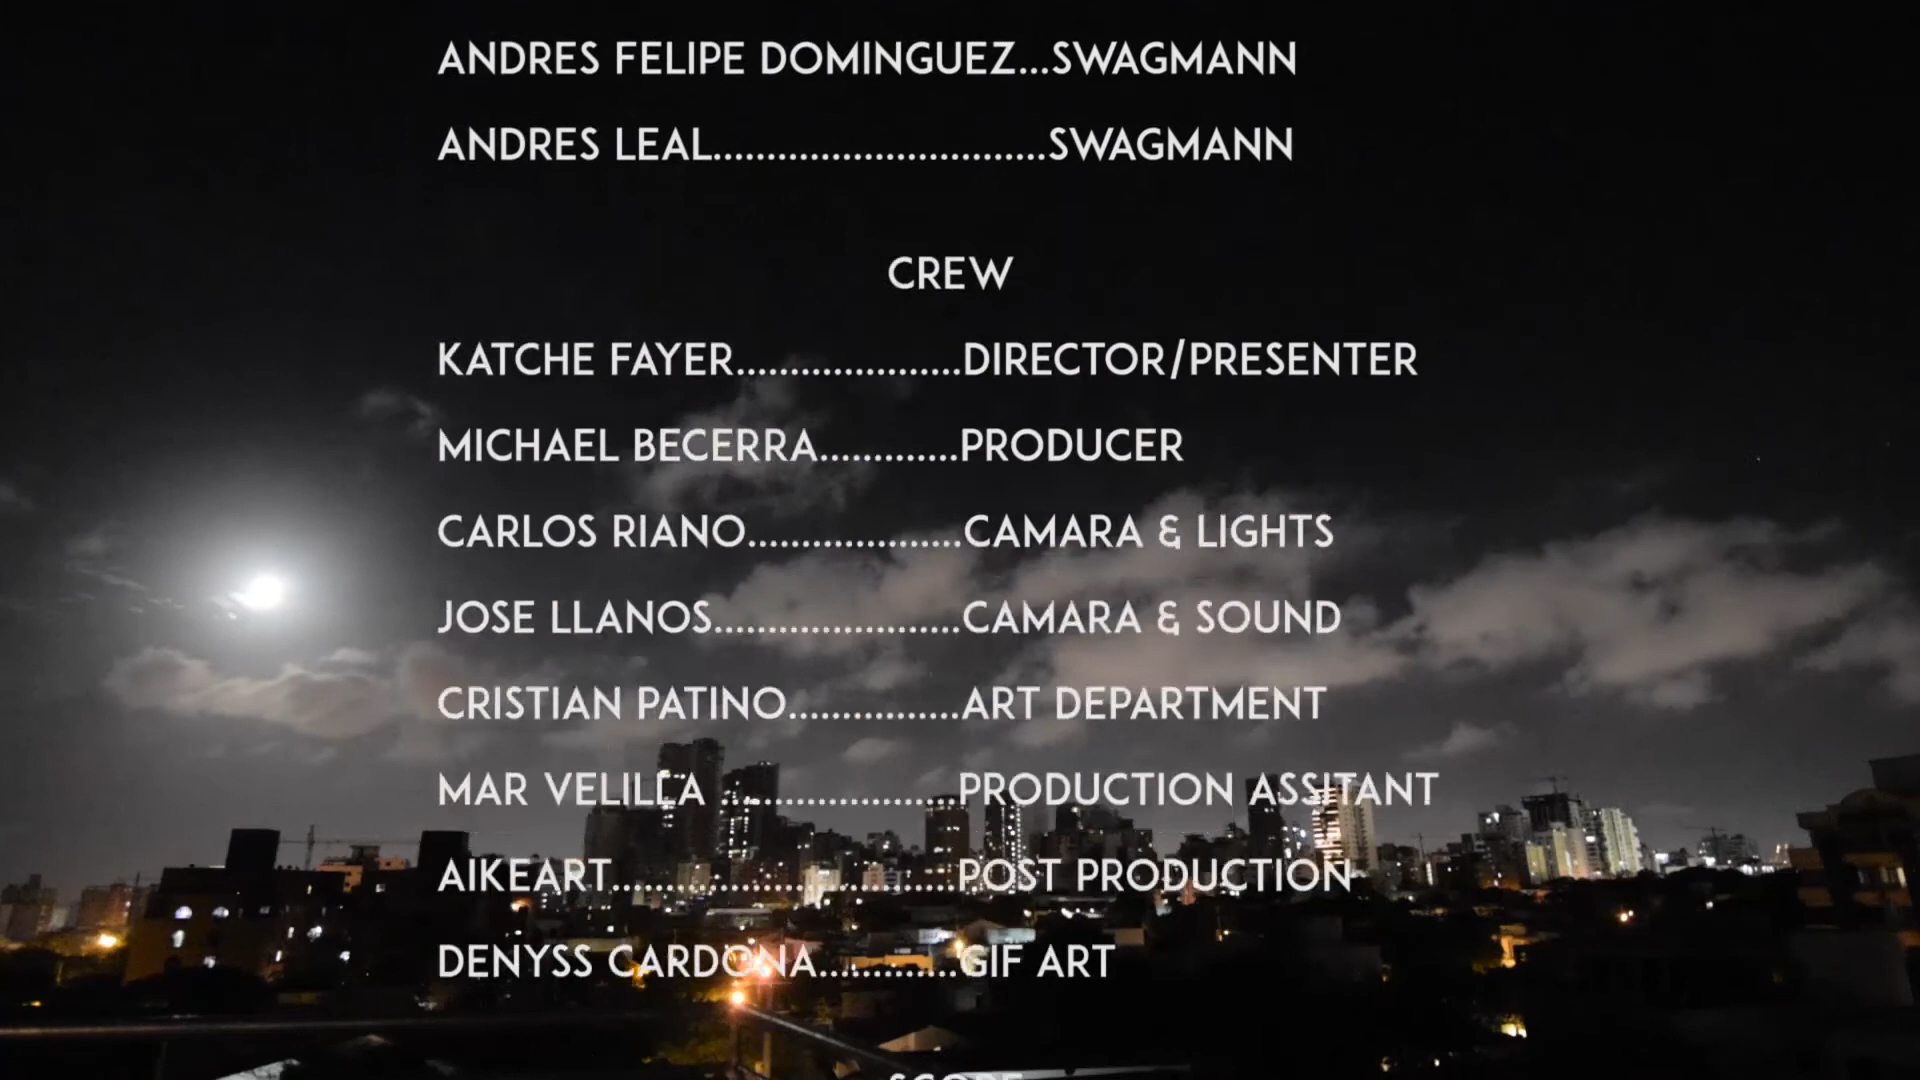 ANDRES FELIPE DOMINGUEZ...SWAGMANN
ANDRES LEAL...............................SWAGMANN
CREW
KATCHE FAYER.....................DIRECTOR/PRESENTER
MICHAEL BECERRA.............PRODUCER
CARLOS RIANO....................CAMARA & LIGHTS
JOSE LLANOS.......................CAMARA & SOUND
CRISTIAN PATINO................ART DEPARTMENT
MAR VELILLA ......................PRODUCTION ASSITANT
AIKEART................................POST PRODUCTION
DENYSS CARDONA.............GIF ART
SCORE